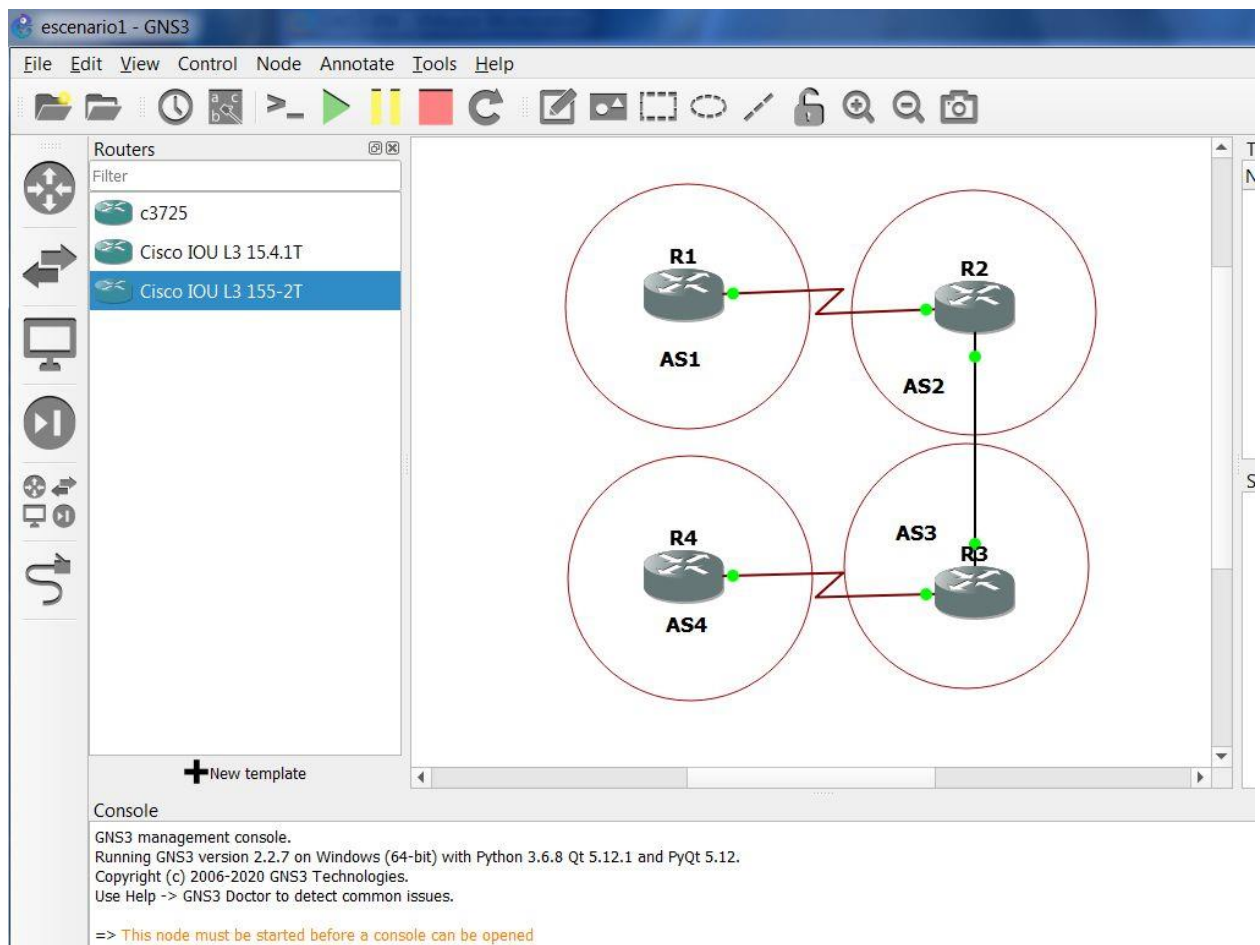 escenario1 - GNS3
File Edit View Control Node Annotate Tools Help
Routers
Filter
c3725
Cisco IOU L3 15.4.1T
Cisco IOU L3 155-2T
New template
R1
AS1
R2
AS2
R4
AS4
AS3
R3
T
N
S
Console
GNS3 management console.
Running GNS3 version 2.2.7 on Windows (64-bit) with Python 3.6.8 Qt 5.12.1 and PyQt 5.12.
Copyright (c) 2006-2020 GNS3 Technologies.
Use Help -> GNS3 Doctor to detect common issues.
=> This node must be started before a console can be opened